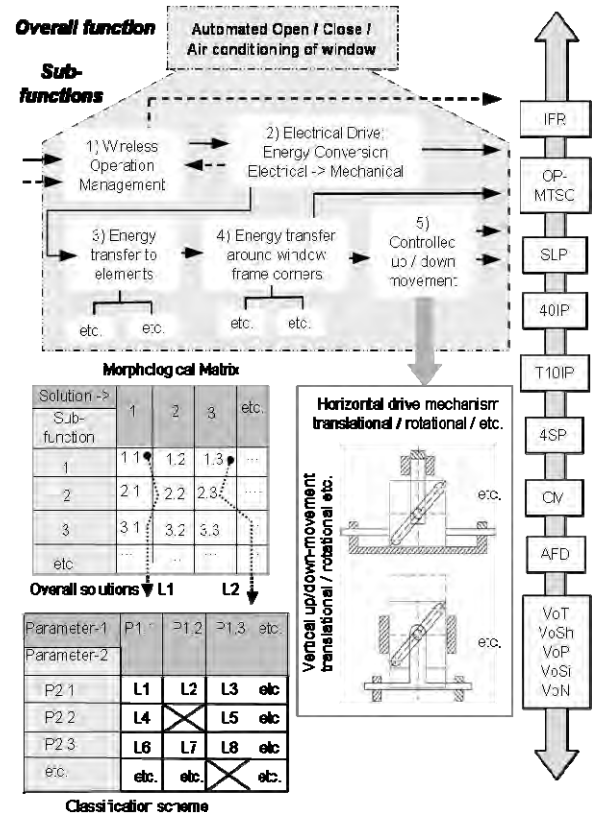 Overall function
Automated Open / Close /
Air conditioning of window
Sub-
functions
1) Wireless
Operation
Management
2) Electrical Drive:
Energy Conversion
Electrical -> Mechanical
3) Energy
transfer to
elements
4) Energy transfer
around window
frame corners
5)
Controlled
up / down
movement
etc.
etc.
etc.
etc.
IFR
OP-
MTSC
SLP
40IP
T10IP
4SP
CM
AFD
VoT
VoSh
VoP
VoSi
VoN
Morphological Matrix
Solution ->
1 2 3 etc.
Sub-
function
1 1.1 1.2 1.3 ...
2 2.1 2.2 2.3 ...
3 3.1 3.2 3.3
etc ... ... ... ...
Overall solutions L1 L2
Horizontal drive mechanism
translational / rotational / etc.
Vertical up/down-movement
translational / rotational etc.
etc.
etc.
Parameter-1 P1.1 P1.2 P1.3 etc.
Parameter-2
P2.1 L1 L2 L3 etc
P2.2 L4 L5 etc
P2.3 L6 L7 L8 etc
etc. etc. etc. etc.
Classification scheme